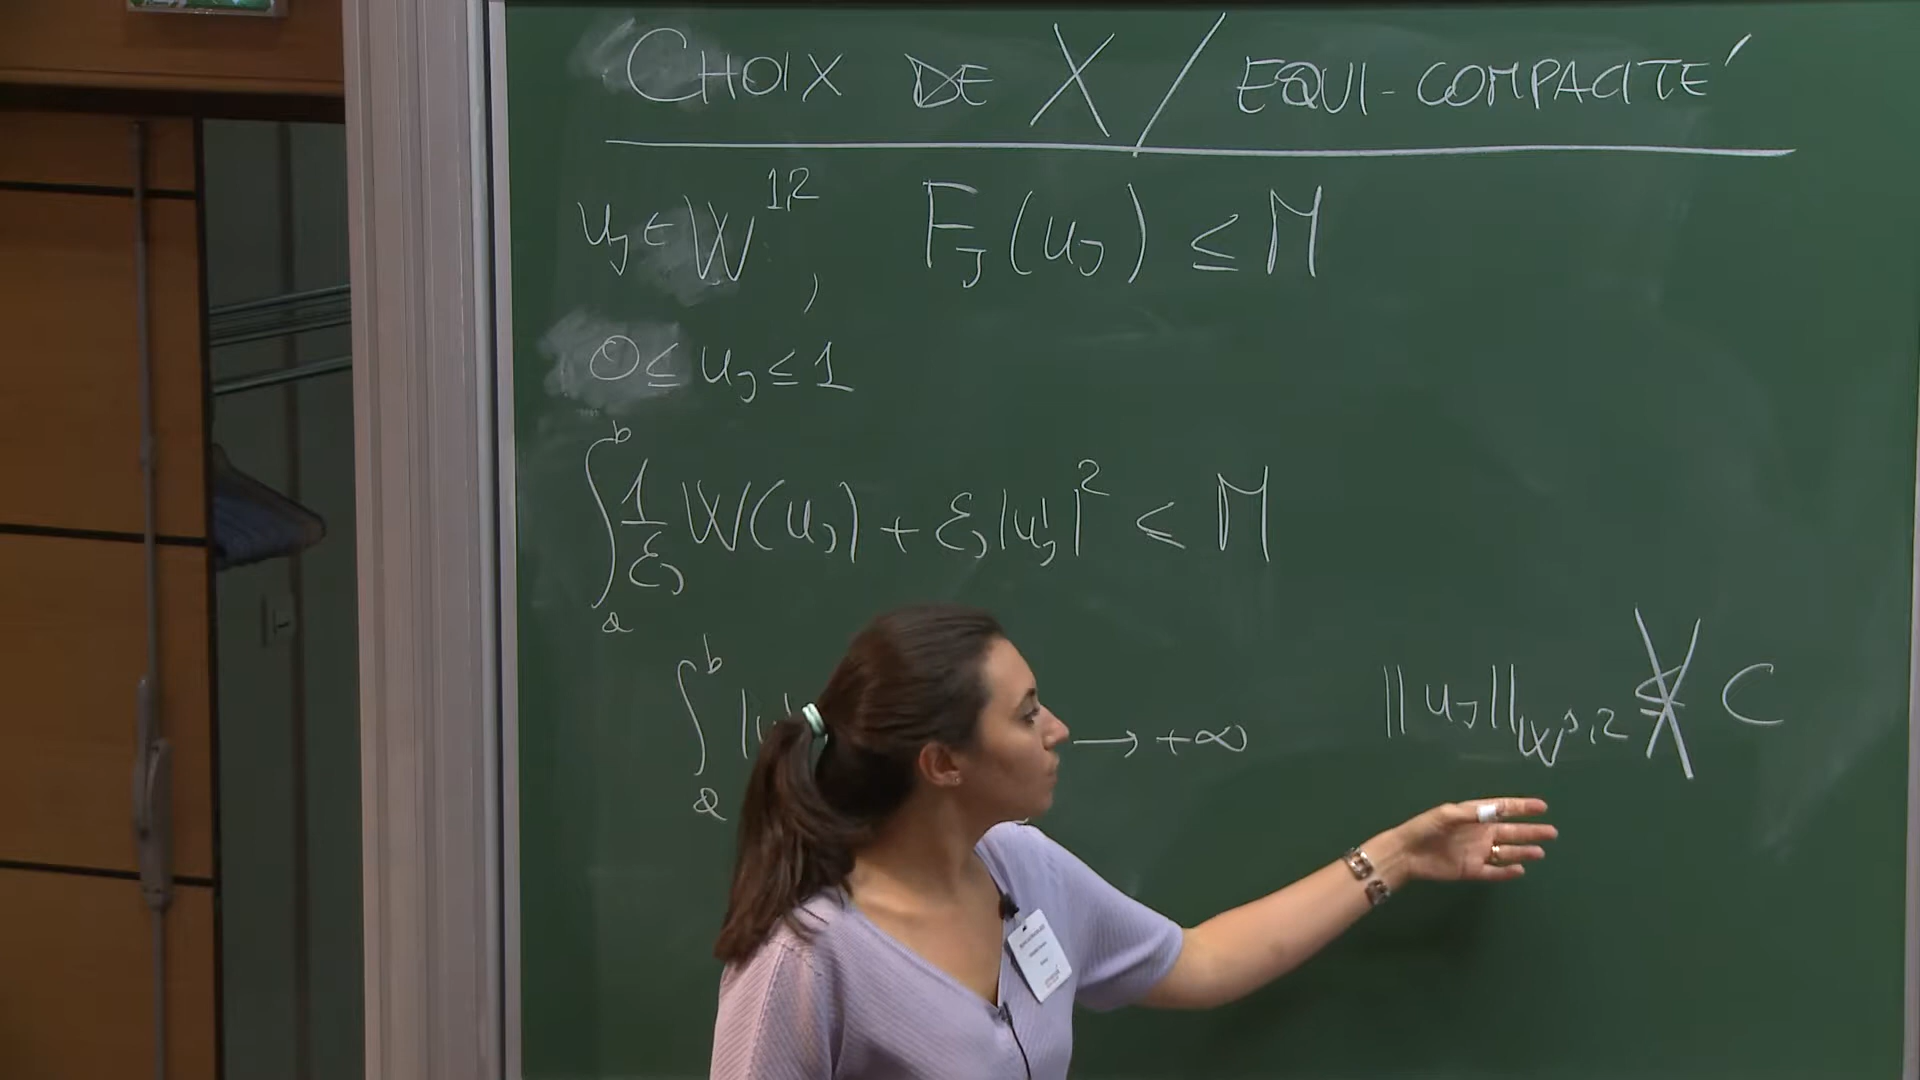 CHOIX DE X / EQUI-COMPACITÉ
u_j ∈ W^{1,2}, F_j(u_j) ≤ M
0 ≤ u_j ≤ 1
∫_a^b 1/ε_j W(u_j) + ε_j |u_j'|^2 ≤ M
∫_a^b |u' → +∞ ||u_j||_{W^{1,2}} ≤ C